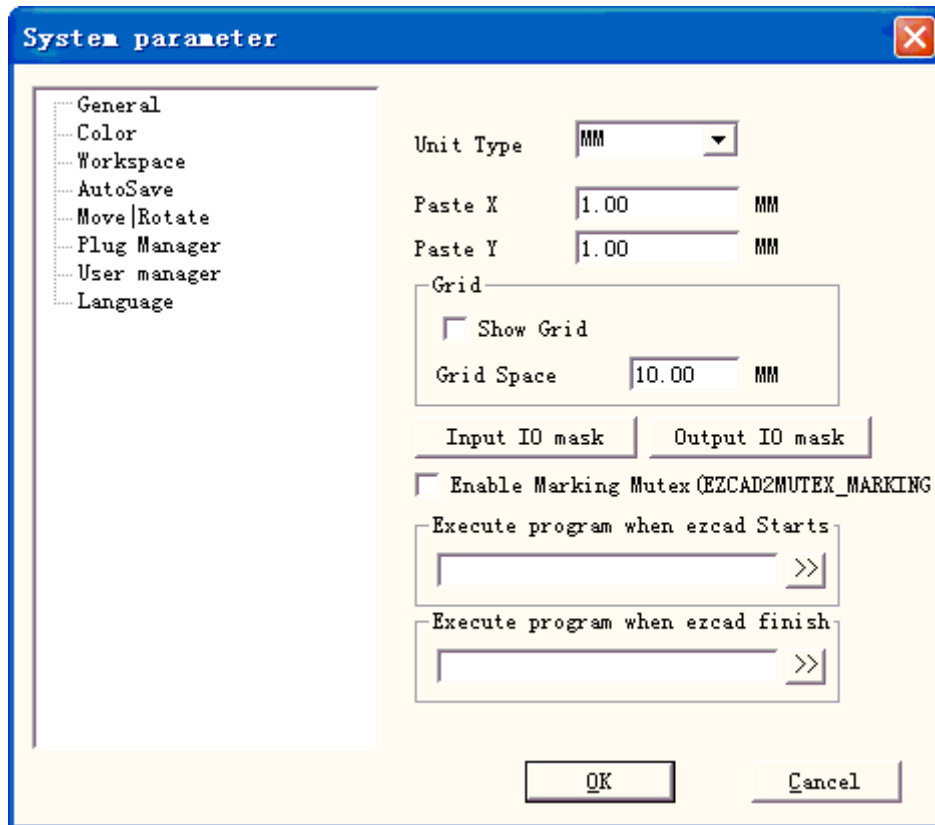 System parameter
General
Color
Workspace
AutoSave
Move|Rotate
Plug Manager
User manager
Language
Unit Type MM
Paste X 1.00 MM
Paste Y 1.00 MM
Grid
Show Grid
Grid Space 10.00 MM
Input IO mask Output IO mask
Enable Marking Mutex(EZCAD2MUTEX_MARKING
Execute program when ezcad Starts
>>
Execute program when ezcad finish
>>
OK Cancel